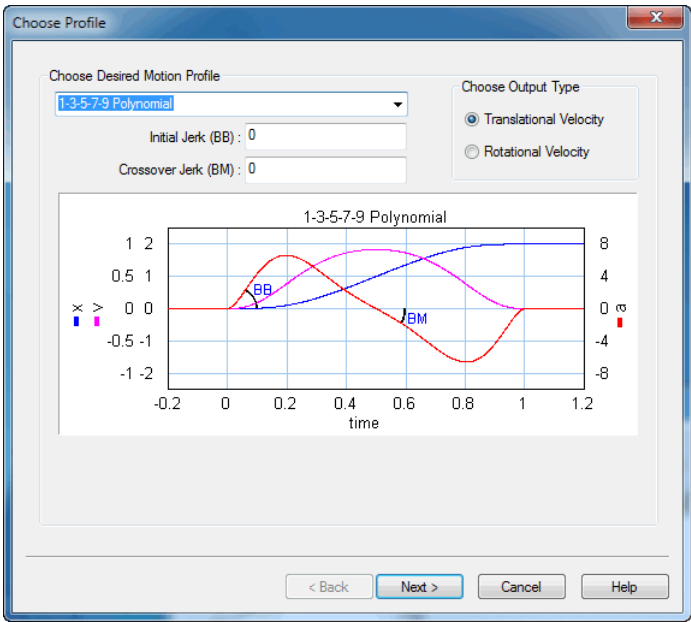 Choose Profile
Choose Desired Motion Profile
1-3-5-7-9 Polynomial
Initial Jerk (BB) : 0
Crossover Jerk (BM) : 0
Choose Output Type
Translational Velocity
Rotational Velocity
1-3-5-7-9 Polynomial
1 2 8
0.5 1 4
BB
x v 0 0 0 a
BM
-0.5 -1 -4
-1 -2 -8
-0.2 0 0.2 0.4 0.6 0.8 1 1.2
time
< Back Next > Cancel Help